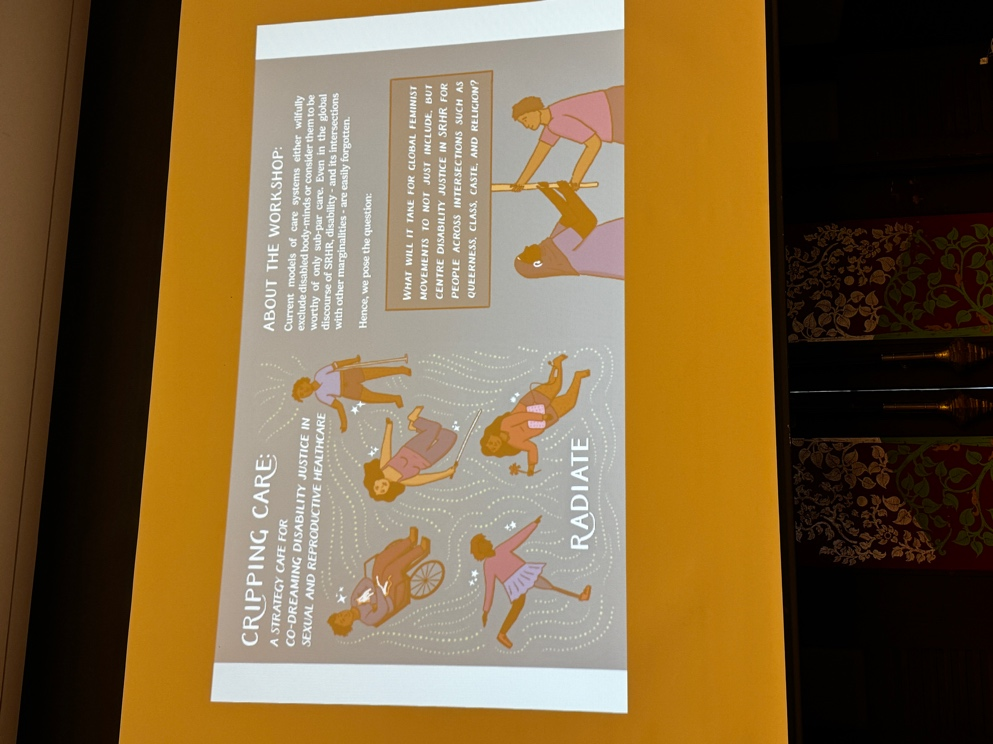 CRIPPING CARE:
A STRATEGY CAFE FOR
CO-DREAMING DISABILITY JUSTICE IN
SEXUAL AND REPRODUCTIVE HEALTHCARE
RADIATE
ABOUT THE WORKSHOP:
Current models of care systems either wilfully
exclude disabled body-minds or consider them to be
worthy of only sub-par care. Even in the global
discourse of SRHR, disability - and its intersections
with other marginalities - are easily forgotten.
Hence, we pose the question:
WHAT WILL IT TAKE FOR GLOBAL FEMINIST
MOVEMENTS TO NOT JUST INCLUDE, BUT
CENTRE DISABILITY JUSTICE IN SRHR FOR
PEOPLE ACROSS INTERSECTIONS SUCH AS
QUEERNESS, CLASS, CASTE, AND RELIGION?